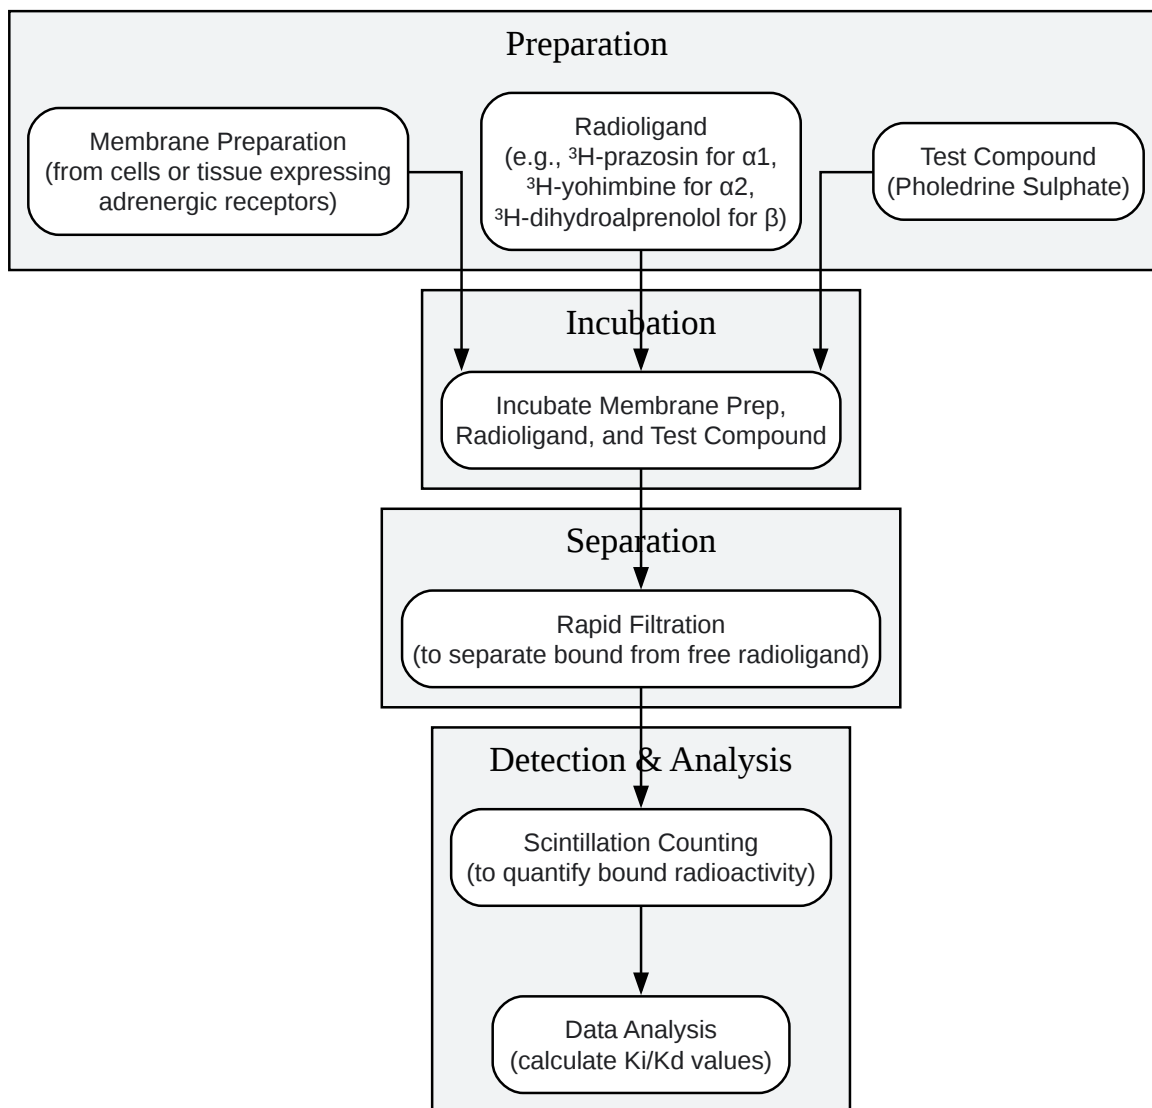 Preparation
Membrane Preparation
(from cells or tissue expressing
adrenergic receptors)
Radioligand
(e.g., ³H-prazosin for α1,
³H-yohimbine for α2,
³H-dihydroalprenolol for β)
Test Compound
(Pholedrine Sulphate)
Incubation
Incubate Membrane Prep,
Radioligand, and Test Compound
Separation
Rapid Filtration
(to separate bound from free radioligand)
Detection & Analysis
Scintillation Counting
(to quantify bound radioactivity)
Data Analysis
(calculate Ki/Kd values)